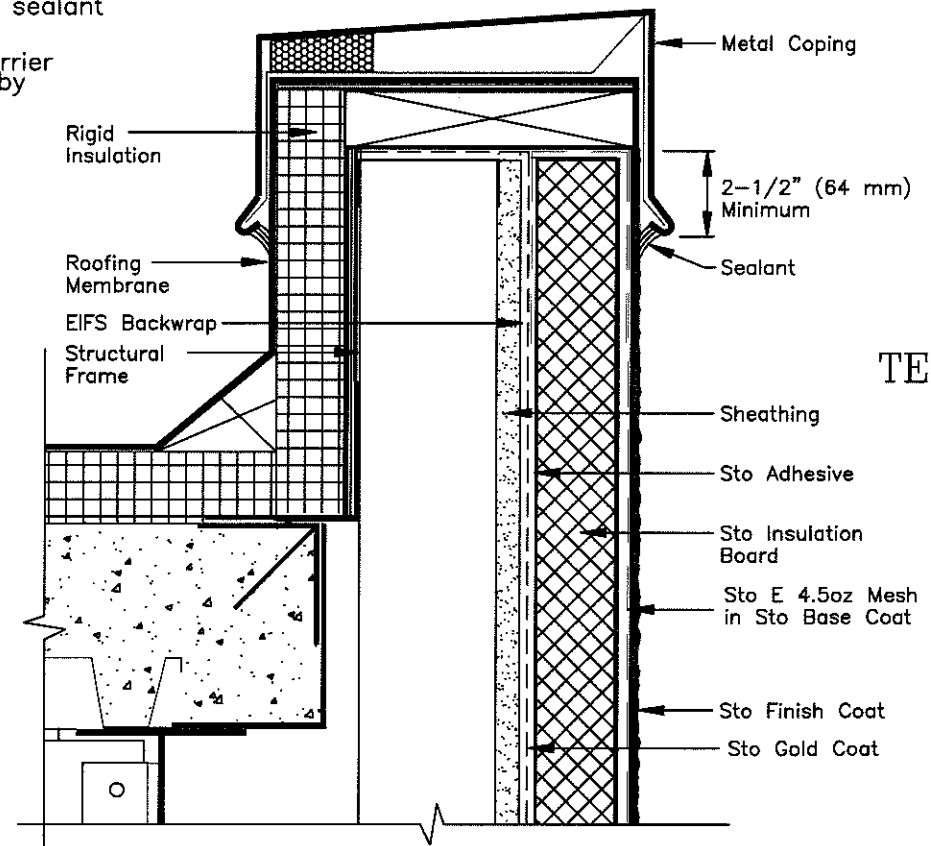 sealant
rrier
by
Metal Coping
Rigid
Insulation
2-1/2" (64 mm)
Minimum
Roofing
Membrane
Sealant
EIFS Backwrap
Structural
Frame
TE
Sheathing
Sto Adhesive
Sto Insulation
Board
Sto E 4.5oz Mesh
in Sto Base Coat
Sto Finish Coat
Sto Gold Coat